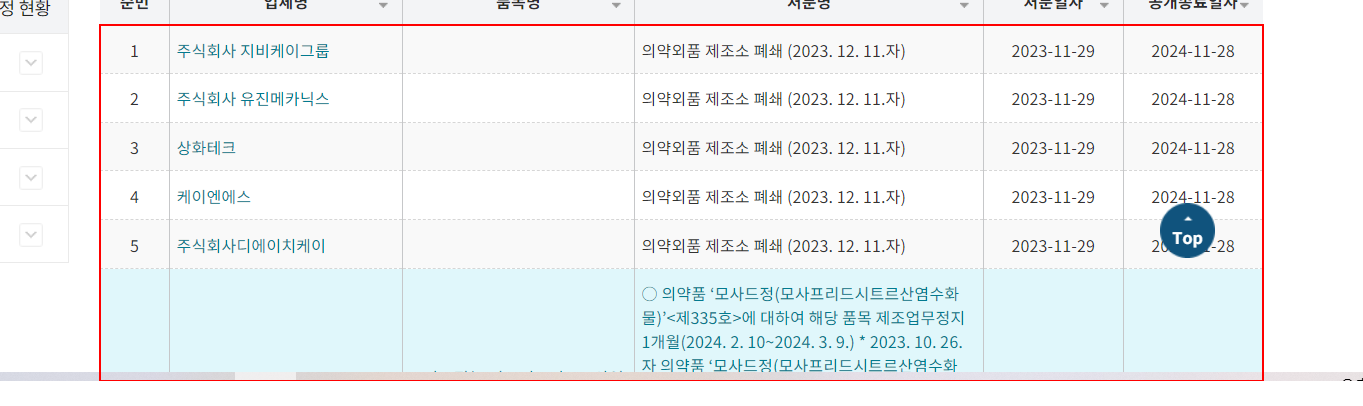 정 현황
순번 업체명 품목명 처분명 처분일자 공개종료일자
1 주식회사 지비케이그룹 의약외품 제조소 폐쇄 (2023. 12. 11.자) 2023-11-29 2024-11-28
2 주식회사 유진메카닉스 의약외품 제조소 폐쇄 (2023. 12. 11.자) 2023-11-29 2024-11-28
3 상화테크 의약외품 제조소 폐쇄 (2023. 12. 11.자) 2023-11-29 2024-11-28
4 케이엔에스 의약외품 제조소 폐쇄 (2023. 12. 11.자) 2023-11-29 2024-11-28
5 주식회사디에이치케이 의약외품 제조소 폐쇄 (2023. 12. 11.자) 2023-11-29
Top
○ 의약품 ‘모사드정(모사프리드시트르산염수화
물)’<제335호>에 대하여 해당 품목 제조업무정지
1개월(2024. 2. 10~2024. 3. 9.) * 2023. 10. 26.
자 의약품 ‘모사드정(모사프리드시트르산염수화